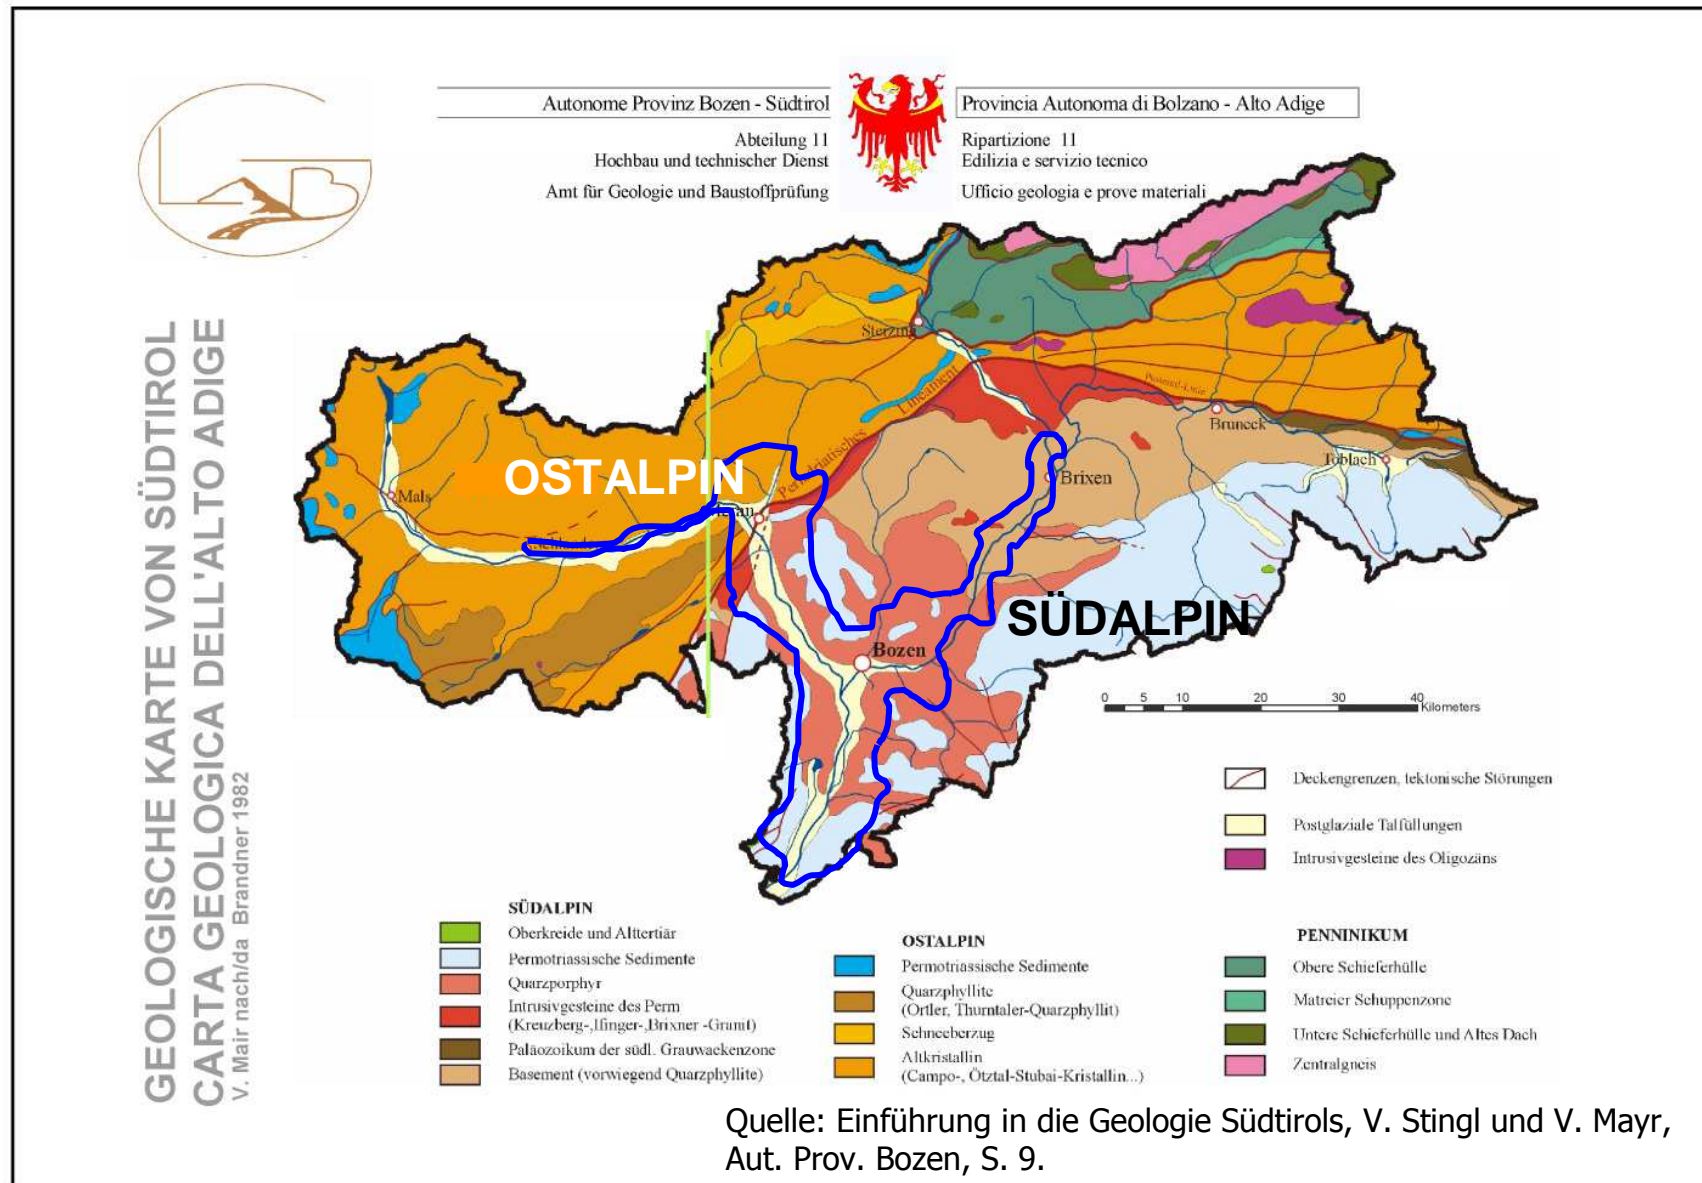 Autonome Provinz Bozen - Südtirol
Provincia Autonoma di Bolzano - Alto Adige
Abteilung 11
Hochbau und technischer Dienst
Amt für Geologie und Baustoffprüfung
Ripartizione 11
Edilizia e servizio tecnico
Ufficio geologia e prove materiali
GEOLOGISCHE KARTE VON SÜDTIROL
CARTA GEOLOGICA DELL'ALTO ADIGE
V. Mair nach/da Brandner 1982
Sterzing
Periadriatisches Lineament
Pustertal-Linie
Bruneck
Toblach
OSTALPIN
Mals
Brixen
SÜDALPIN
Bozen
0 5 10 20 30 40
Kilometers
Deckengrenzen, tektonische Störungen
Postglaziale Talfüllungen
Intrusivgesteine des Oligozäns
SÜDALPIN
Oberkreide und Alttertiär
Permotriassische Sedimente
Quarzporphyr
Intrusivgesteine des Perm
(Kreuzberg-,Ifinger-,Brixner -Granit)
Paläozoikum der südl. Grauwackenzone
Basement (vorwiegend Quarzphyllite)
OSTALPIN
Permotriassische Sedimente
Quarzphyllite
(Ortler, Thurntaler-Quarzphyllit)
Schneebergzug
Altkristallin
(Campo-, Ötztal-Stubai-Kristallin...)
PENNINIKUM
Obere Schieferhülle
Matreier Schuppenzone
Untere Schieferhülle und Altes Dach
Zentralgneis
Quelle: Einführung in die Geologie Südtirols, V. Stingl und V. Mayr,
Aut. Prov. Bozen, S. 9.